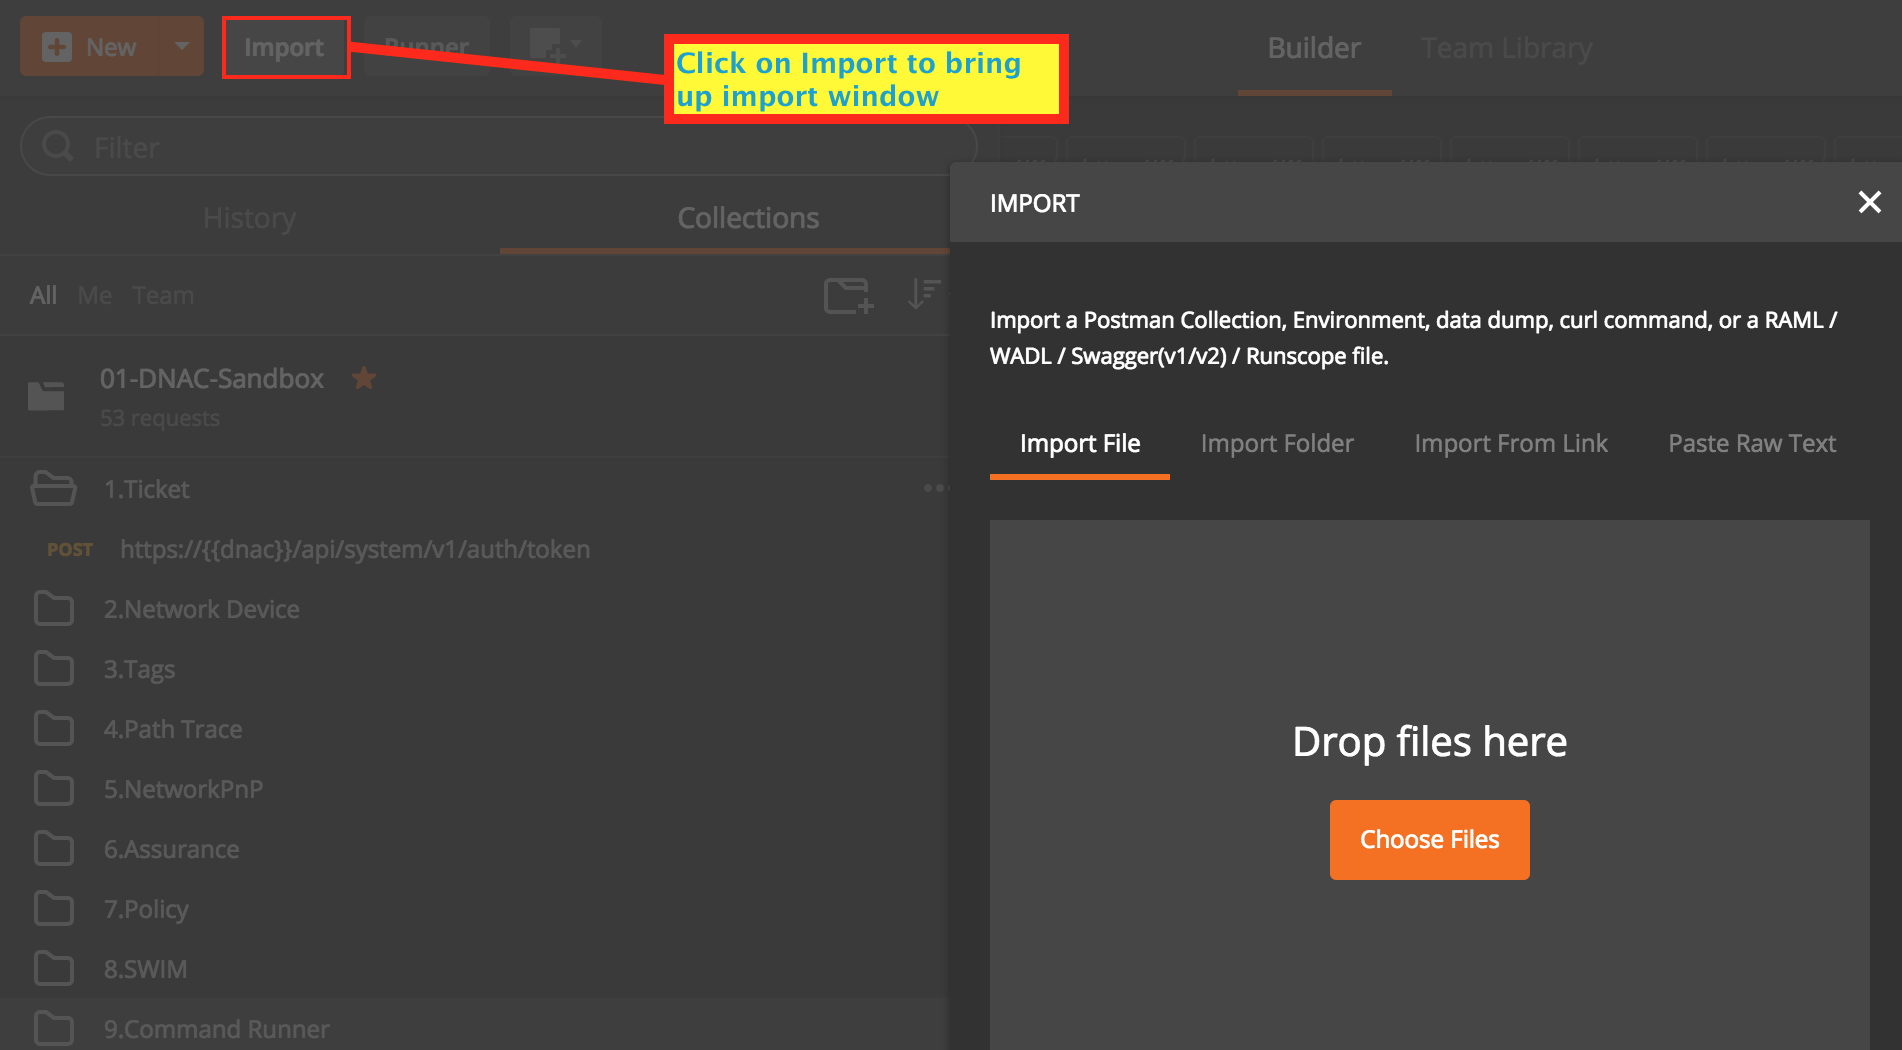 New
Import
Runner
Click on Import to bring
up import window
Builder
Team Library
Filter
History
Collections
All Me Team
01-DNAC-Sandbox
53 requests
1.Ticket
POST https://{{dnac}}/api/system/v1/auth/token
2.Network Device
3.Tags
4.Path Trace
5.NetworkPnP
6.Assurance
7.Policy
8.SWIM
9.Command Runner
IMPORT
Import a Postman Collection, Environment, data dump, curl command, or a RAML /
WADL / Swagger(v1/v2) / Runscope file.
Import File
Import Folder
Import From Link
Paste Raw Text
Drop files here
Choose Files